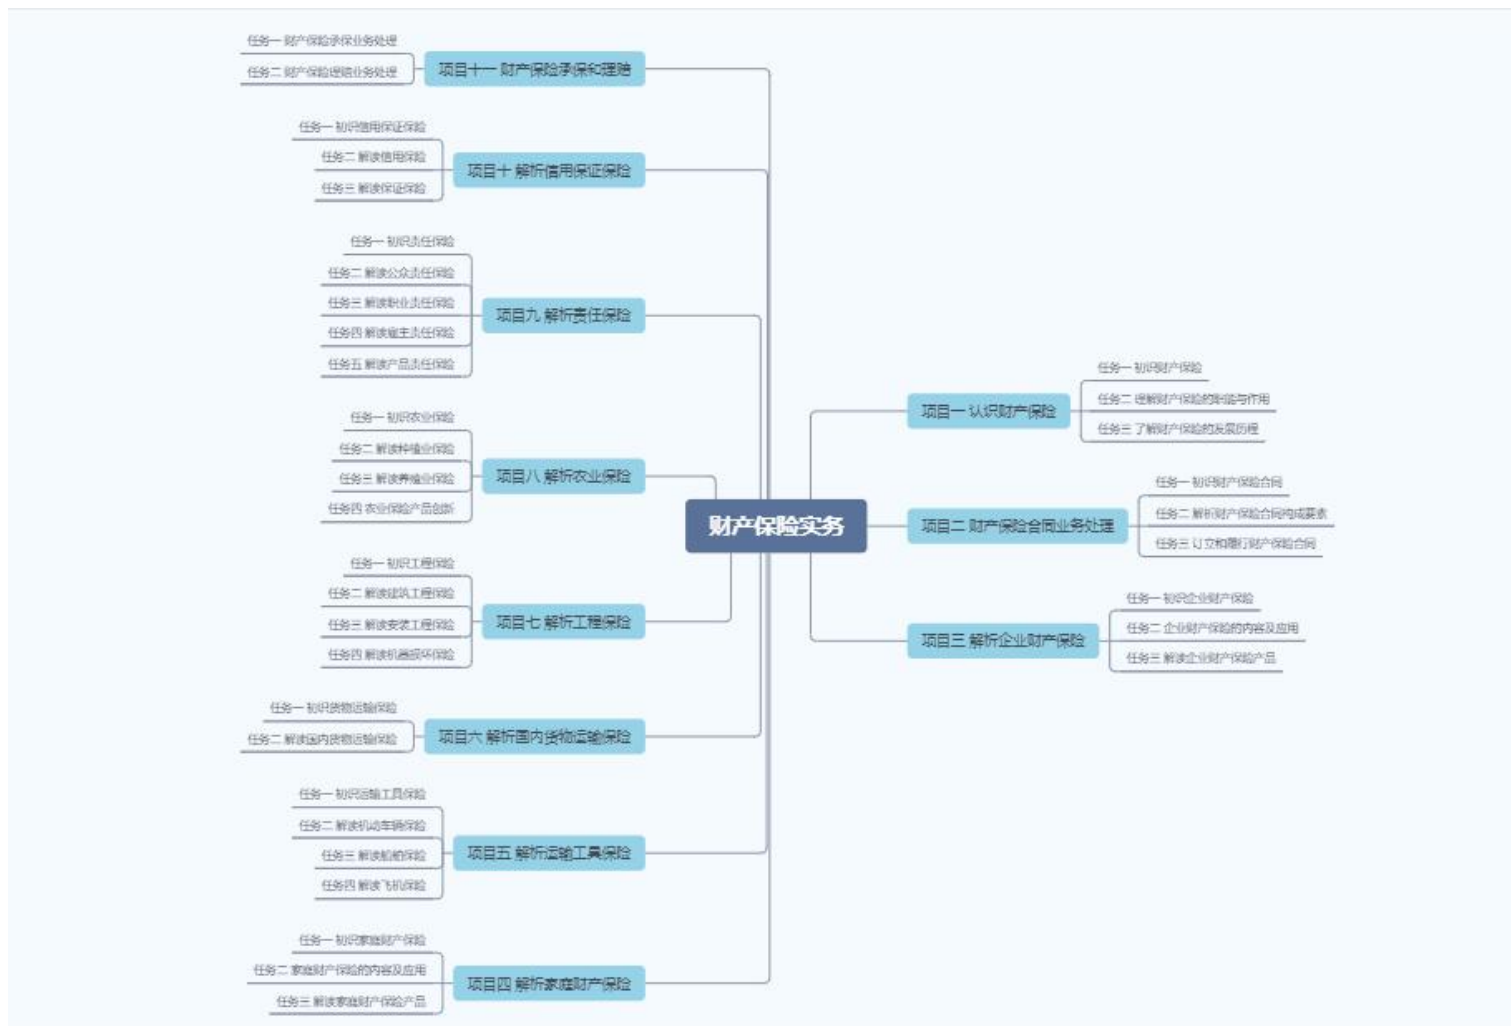 任务一 财产保险承保业务处理
任务二 财产保险理赔业务处理
项目十一 财产保险承保和理赔
任务一 初识信用保证保险
任务二 解读信用保险
任务三 解读保证保险
项目十 解析信用保证保险
任务一 初识责任保险
任务二 解读公众责任保险
任务三 解读职业责任保险
任务四 解读雇主责任保险
任务五 解读产品责任保险
项目九 解析责任保险
任务一 初识农业保险
任务二 解读种植业保险
任务三 解读养殖业保险
任务四 农业保险产品创新
项目八 解析农业保险
任务一 初识工程保险
任务二 解读建筑工程保险
任务三 解读安装工程保险
任务四 解读机器损坏保险
项目七 解析工程保险
任务一 初识货物运输保险
任务二 解读国内货物运输保险
项目六 解析国内货物运输保险
任务一 初识运输工具保险
任务二 解读机动车辆保险
任务三 解读船舶保险
任务四 解读飞机保险
项目五 解析运输工具保险
任务一 初识家庭财产保险
任务二 家庭财产保险的内容及应用
任务三 解读家庭财产保险产品
项目四 解析家庭财产保险
财产保险实务
项目一 认识财产保险
任务一 初识财产保险
任务二 理解财产保险的职能与作用
任务三 了解财产保险的发展历程
项目二 财产保险合同业务处理
任务一 初识财产保险合同
任务二 解析财产保险合同构成要素
任务三 订立和履行财产保险合同
项目三 解析企业财产保险
任务一 初识企业财产保险
任务二 企业财产保险的内容及应用
任务三 解读企业财产保险产品